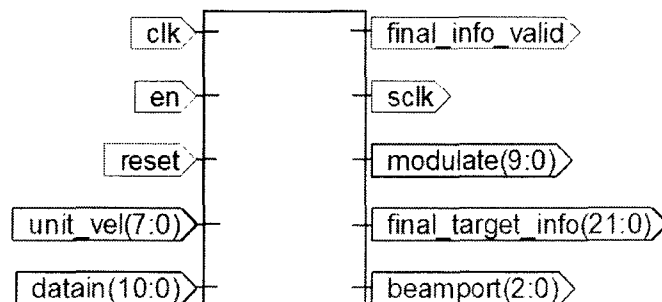 clk
en
reset
unit_vel(7:0)
datain(10:0)
final_info_valid
sclk
modulate(9:0)
final_target_info(21:0)
beamport(2:0)